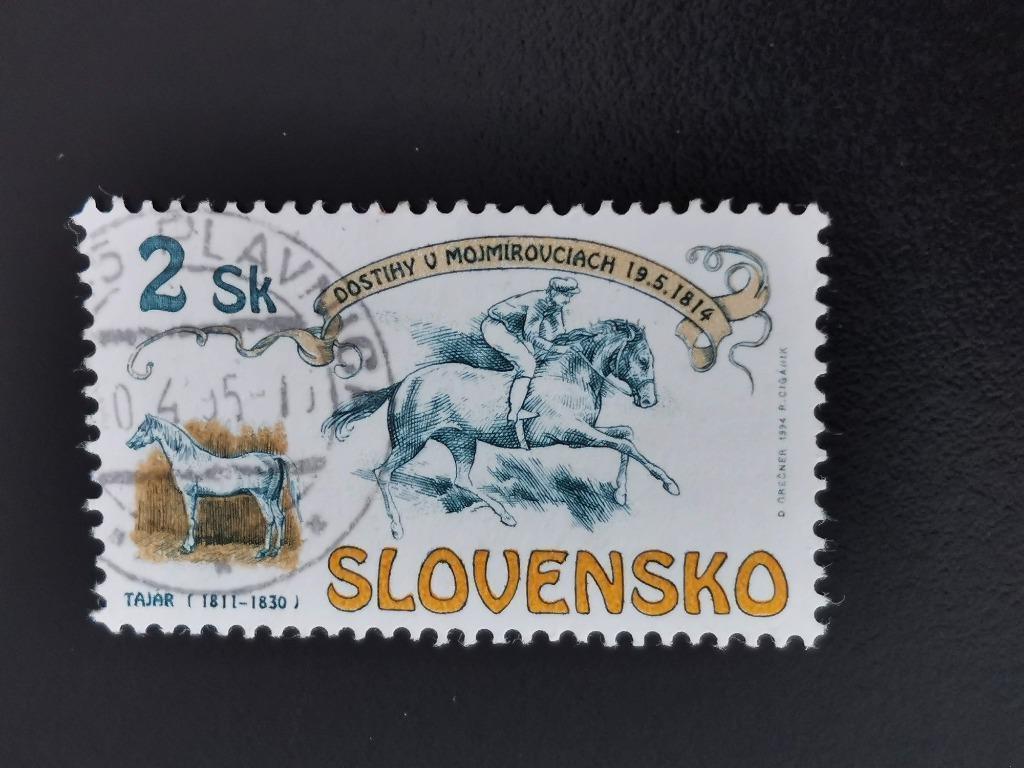 2 Sk
DOSTIHY V MOJMÍROVCIACH 19.5.1814
TAJAR (1811-1830)
SLOVENSKO
D. GREČNER 1994 R. CIGÁNIK